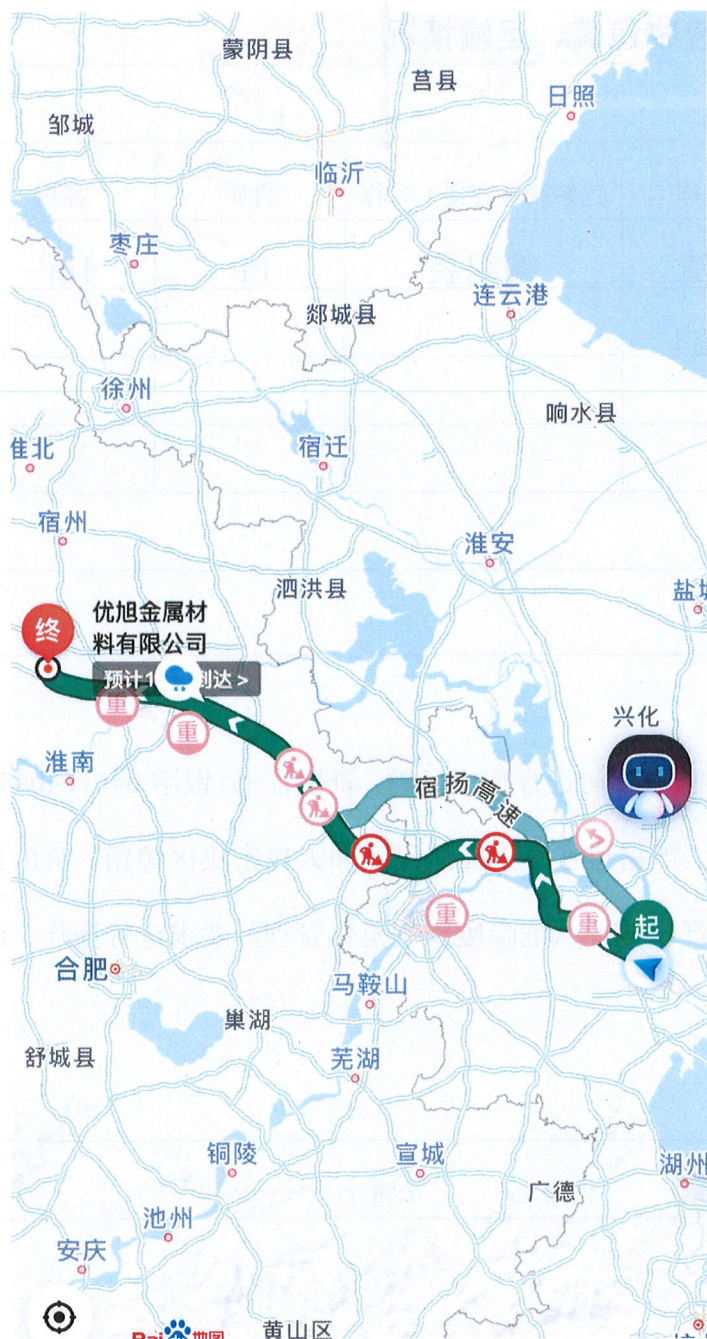 蒙阴县
莒县
日照
邹城
临沂
枣庄
连云港
郯城县
徐州
响水县
淮北
宿迁
宿州
淮安
泗洪县
盐城
优旭金属材
料有限公司
终
预计1
到达 >
重
重
兴化
淮南
宿扬高速
重
重
起
合肥
马鞍山
巢湖
舒城县
芜湖
铜陵
宣城
湖州
广德
池州
安庆
黄山区
Bai 地图